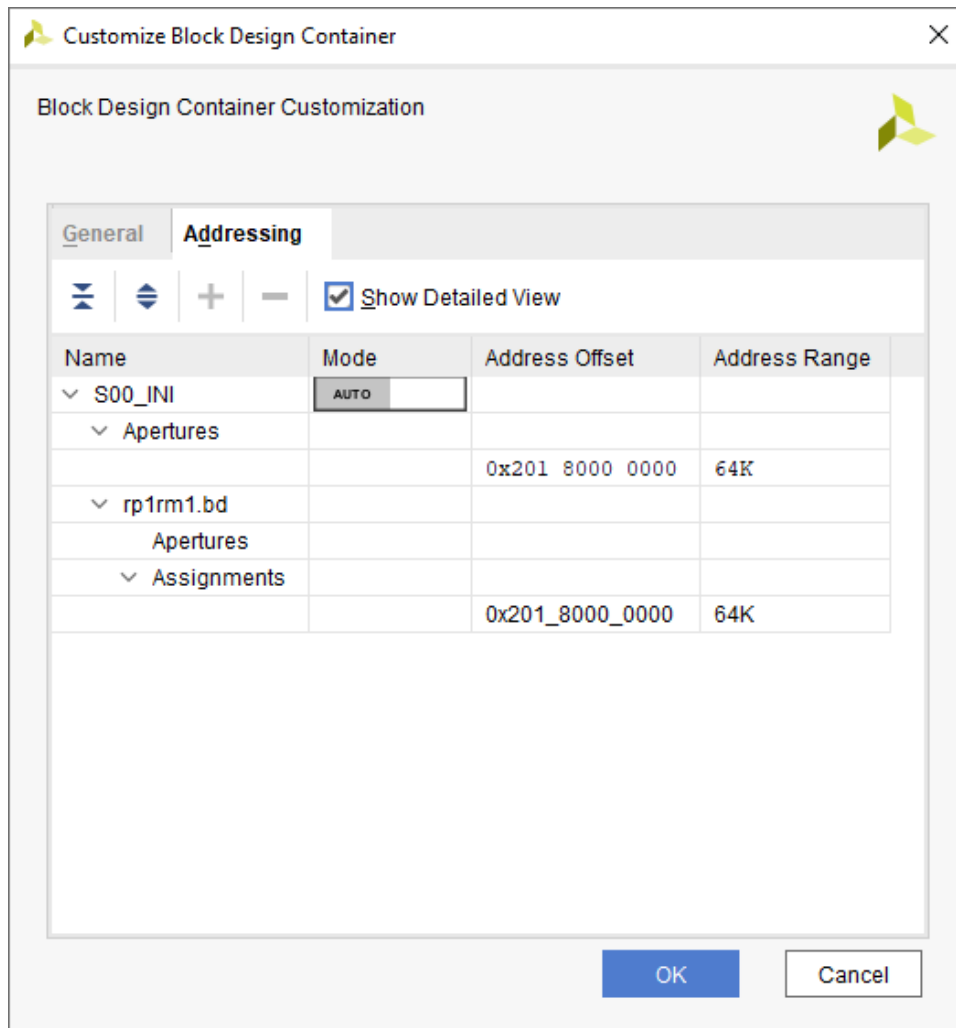 Customize Block Design Container
Block Design Container Customization
General Addressing
Show Detailed View
Name Mode Address Offset Address Range
S00_INI AUTO
Apertures
0x201 8000 0000 64K
rp1rm1.bd
Apertures
Assignments
0x201_8000_0000 64K
OK Cancel